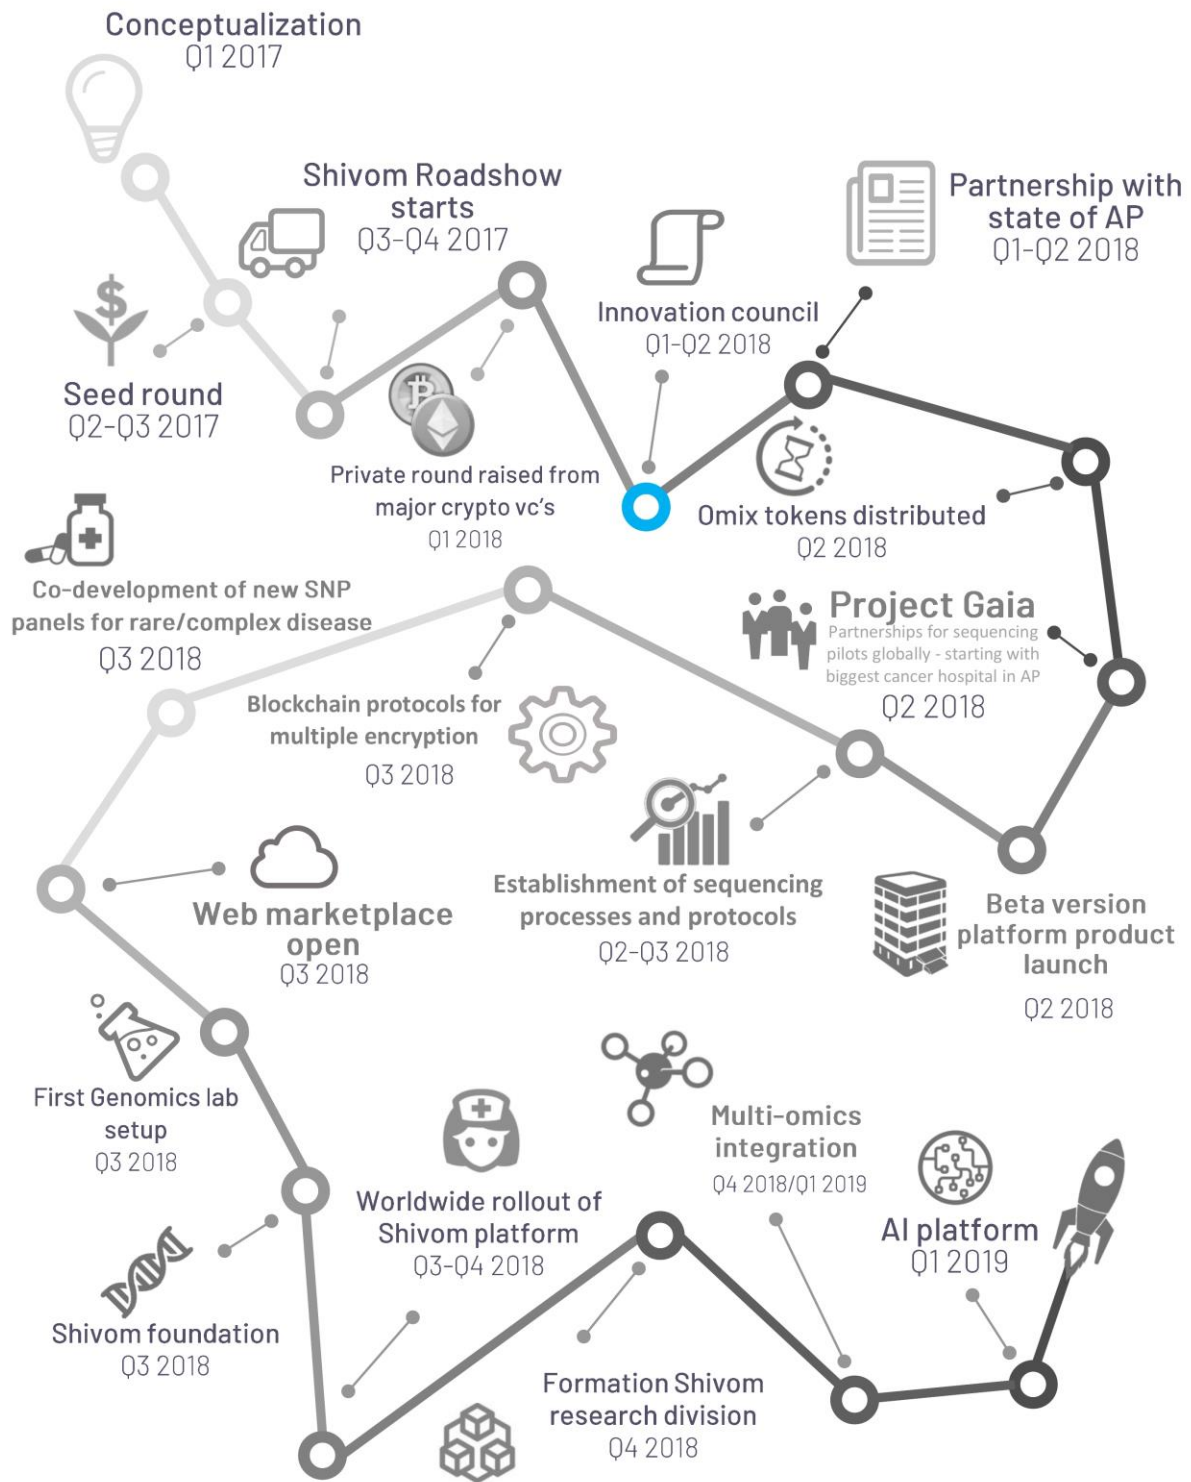 Conceptualization
Q1 2017
Shivom Roadshow
starts
Q3-Q4 2017
Partnership with
state of AP
Q1-Q2 2018
Innovation council
Q1-Q2 2018
$
Seed round
Q2-Q3 2017
Private round raised from
major crypto vc's
Q1 2018
Omix tokens distributed
Q2 2018
Co-development of new SNP
panels for rare/complex disease
Q3 2018
Project Gaia
Partnerships for sequencing
pilots globally - starting with
biggest cancer hospital in AP
Q2 2018
Blockchain protocols for
multiple encryption
Q3 2018
Establishment of sequencing
processes and protocols
Q2-Q3 2018
Beta version
platform product
launch
Q2 2018
Web marketplace
open
Q3 2018
First Genomics lab
setup
Q3 2018
Shivom foundation
Q3 2018
Worldwide rollout of
Shivom platform
Q3-Q4 2018
Formation Shivom
research division
Q4 2018
Multi-omics
integration
Q4 2018/Q1 2019
AI platform
Q1 2019